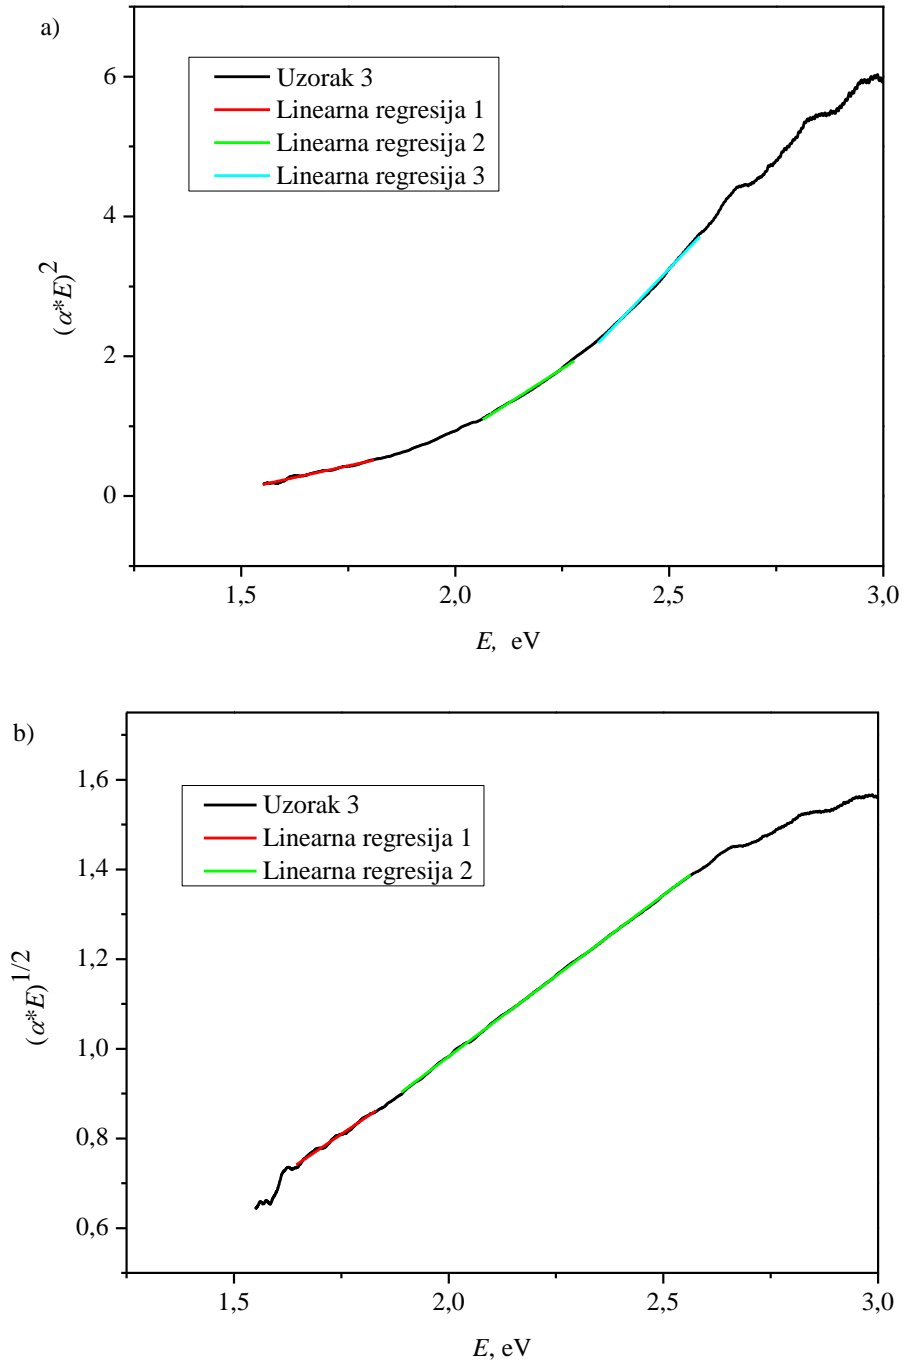 a)
Uzorak 3
Linearna regresija 1
Linearna regresija 2
Linearna regresija 3
6
4
2
0
(α*E)2
1,5 2,0 2,5 3,0
E, eV
b)
Uzorak 3
Linearna regresija 1
Linearna regresija 2
1,6
1,4
1,2
1,0
0,8
0,6
(α*E)1/2
1,5 2,0 2,5 3,0
E, eV